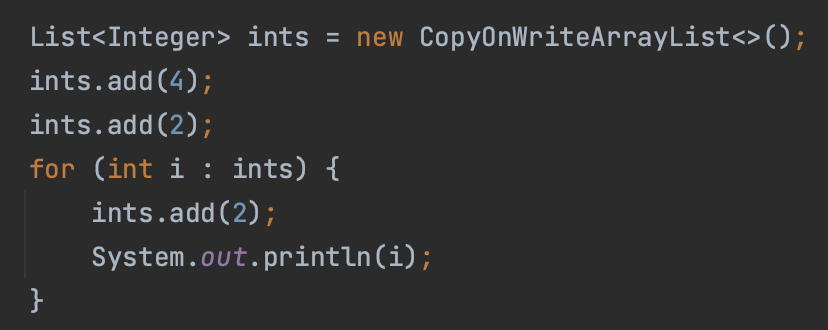 List<Integer> ints = new CopyOnWriteArrayList<>();
ints.add(4);
ints.add(2);
for (int i : ints) {
    ints.add(2);
    System.out.println(i);
}